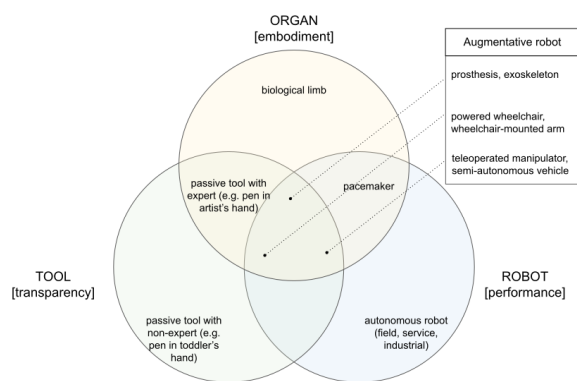 ORGAN
[embodiment]
Augmentative robot
prosthesis, exoskeleton
biological limb
powered wheelchair,
wheelchair-mounted arm
teleoperated manipulator,
semi-autonomous vehicle
passive tool with
expert (e.g. pen in
artist's hand)
pacemaker
TOOL
[transparency]
ROBOT
[performance]
passive tool with
non-expert (e.g.
pen in toddler's
hand)
autonomous robot
(field, service,
industrial)